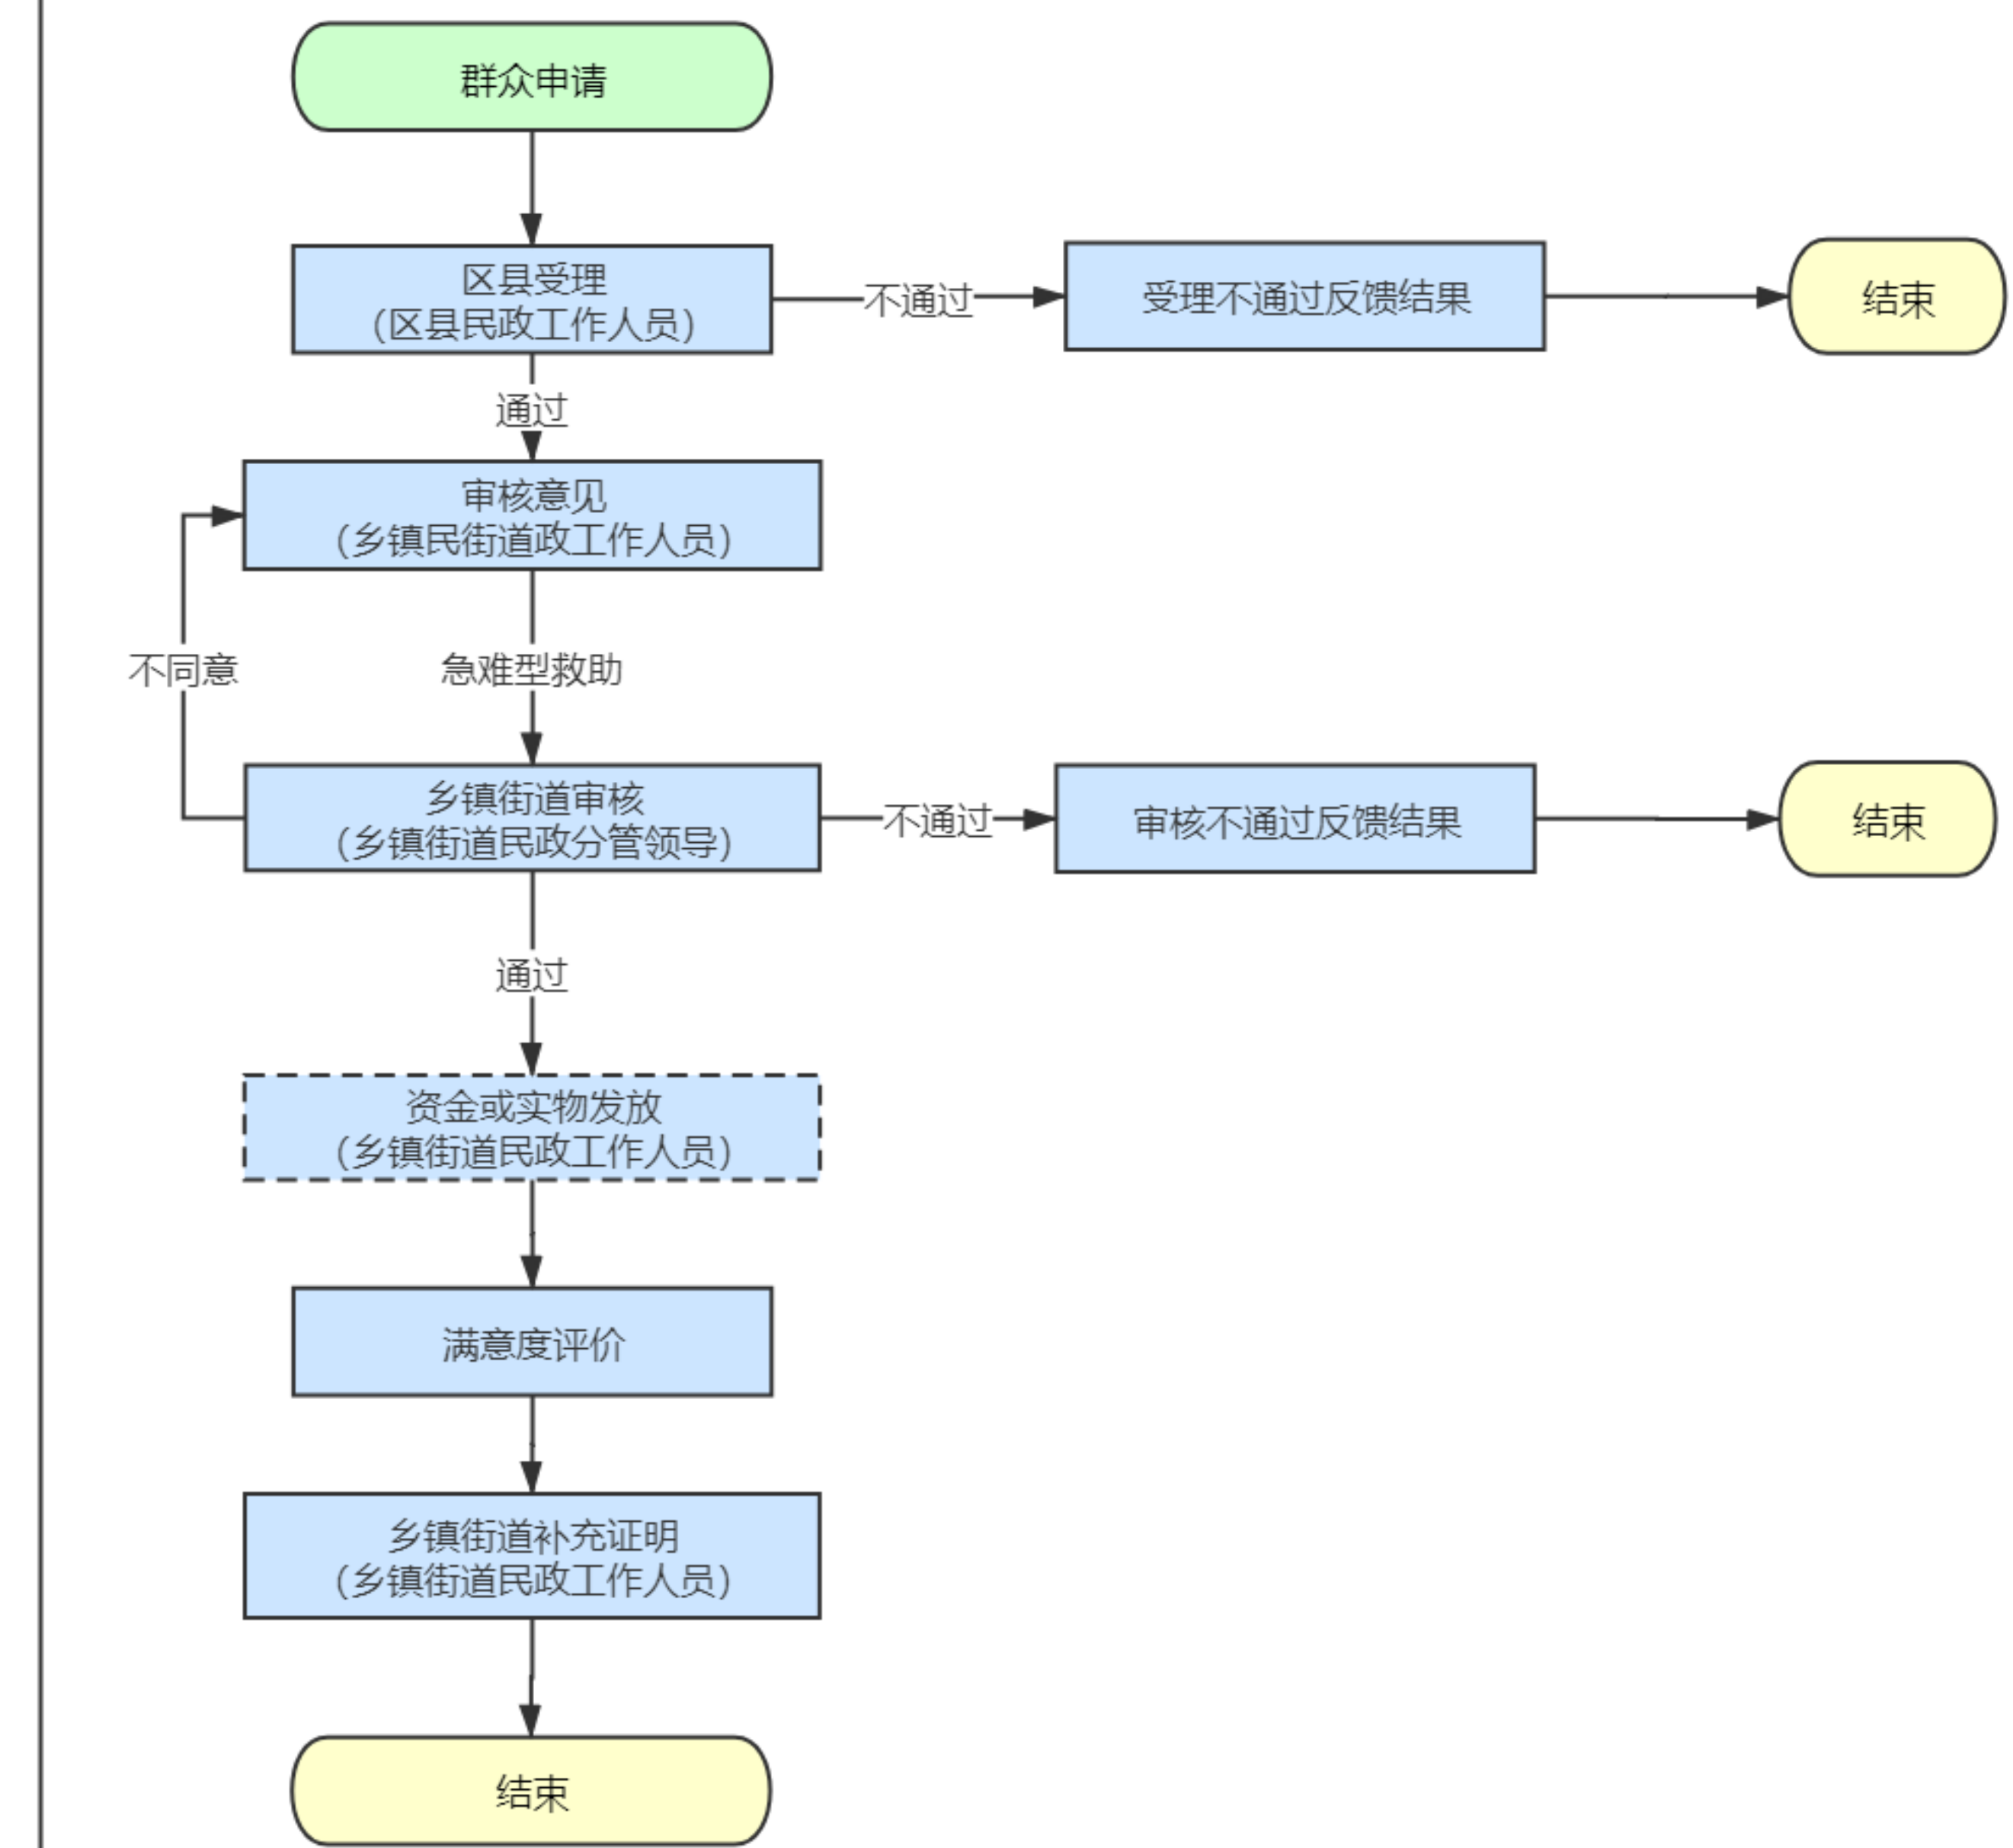 群众申请
区县受理
（区县民政工作人员）
不通过
受理不通过反馈结果
结束
通过
审核意见
（乡镇民街道政工作人员）
不同意
急难型救助
乡镇街道审核
（乡镇街道民政分管领导）
不通过
审核不通过反馈结果
结束
通过
资金或实物发放
（乡镇街道民政工作人员）
满意度评价
乡镇街道补充证明
（乡镇街道民政工作人员）
结束